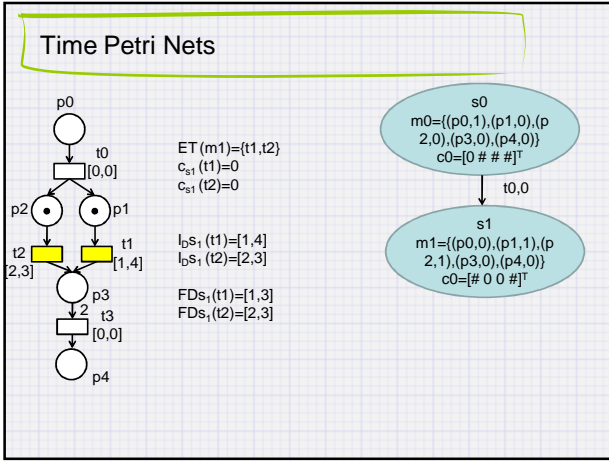 Time Petri Nets
p0
t0
[0,0]
p2
p1
t2
[2,3]
t1
[1,4]
p3
2
t3
[0,0]
p4
ET(m1)={t1,t2}
cs1(t1)=0
cs1(t2)=0
IDs1(t1)=[1,4]
IDs1(t2)=[2,3]
FDs1(t1)=[1,3]
FDs1(t2)=[2,3]
s0
m0={(p0,1),(p1,0),(p
2,0),(p3,0),(p4,0)}
c0=[0 # # #]T
t0,0
s1
m1={(p0,0),(p1,1),(p
2,1),(p3,0),(p4,0)}
c0=[# 0 0 #]T